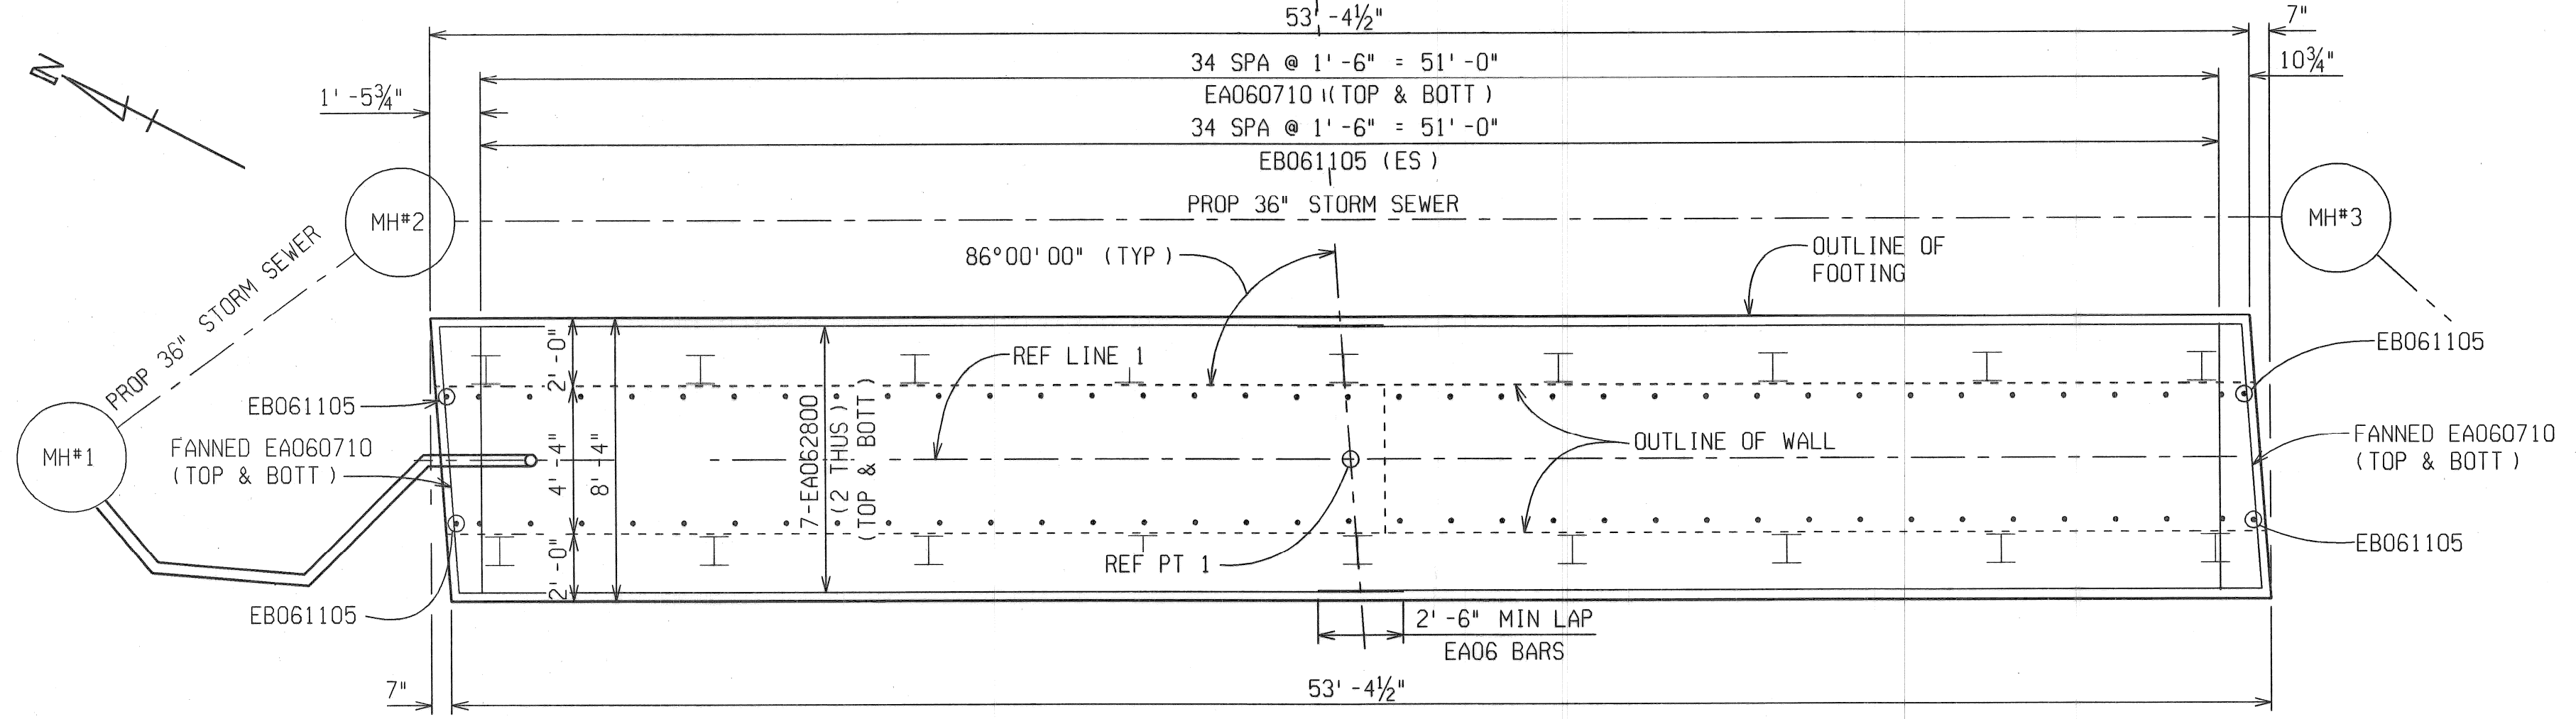 53'-4½"
7"
34 SPA @ 1'-6" = 51'-0"
10¾"
1'-5¾"
EA060710 (TOP & BOTT)
34 SPA @ 1'-6" = 51'-0"
EB061105 (ES)
N
PROP 36" STORM SEWER
MH#2
MH#3
PROP 36" STORM SEWER
86°00'00" (TYP)
OUTLINE OF
FOOTING
2'-0"
REF LINE 1
EB061105
EB061105
FANNED EA060710
(TOP & BOTT)
MH#1
4'-4"
8'-4"
7-EA062800
(2 THUS)
(TOP & BOTT)
OUTLINE OF WALL
FANNED EA060710
(TOP & BOTT)
2'-0"
REF PT 1
EB061105
EB061105
2'-6" MIN LAP
EA06 BARS
7"
53'-4½"